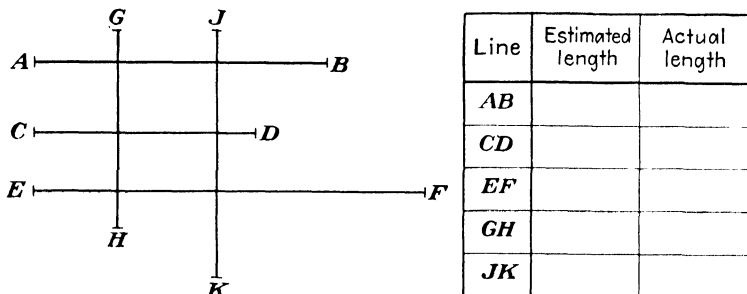 G J
A B
C D
E F
H
K
Line Estimated length Actual length
AB
CD
EF
GH
JK